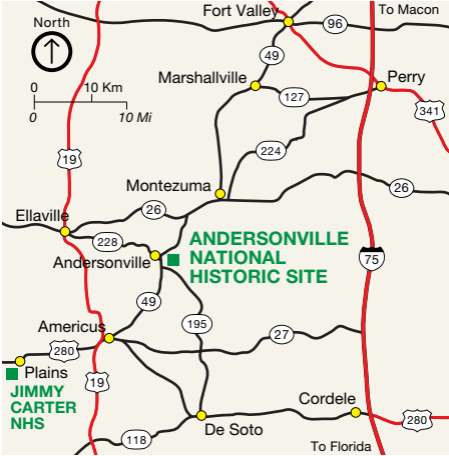 Fort Valley
To Macon
North
96
49
Marshallville
Perry
0 10 Km
127
0 10 Mi
341
19
224
Montezuma
26
26
Ellaville
228
ANDERSONVILLE
NATIONAL
HISTORIC SITE
Andersonville
75
49
195
Americus
27
280
Plains
19
JIMMY
CARTER
NHS
Cordele
280
De Soto
118
To Florida